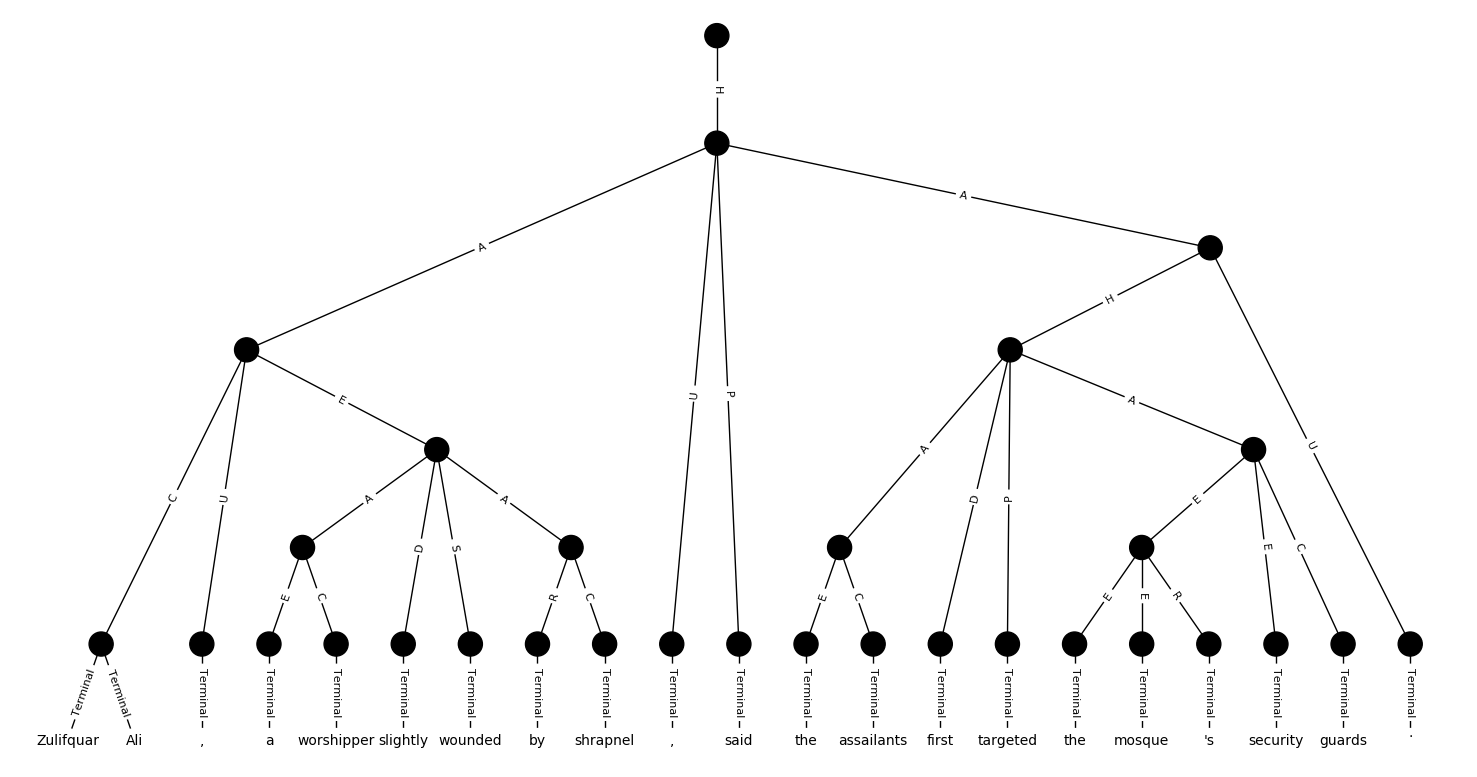 H
A
A
H
E
U
P
A
C
U
A
D
S
A
A
D
P
E
E
C
U
E
C
R
C
E
C
E
E
R
Terminal Terminal Terminal Terminal Terminal Terminal Terminal Terminal Terminal Terminal Terminal Terminal Terminal Terminal Terminal Terminal Terminal Terminal Terminal Terminal Terminal
Zulifquar Ali , a worshipper slightly wounded by shrapnel , said the assailants first targeted the mosque 's security guards .